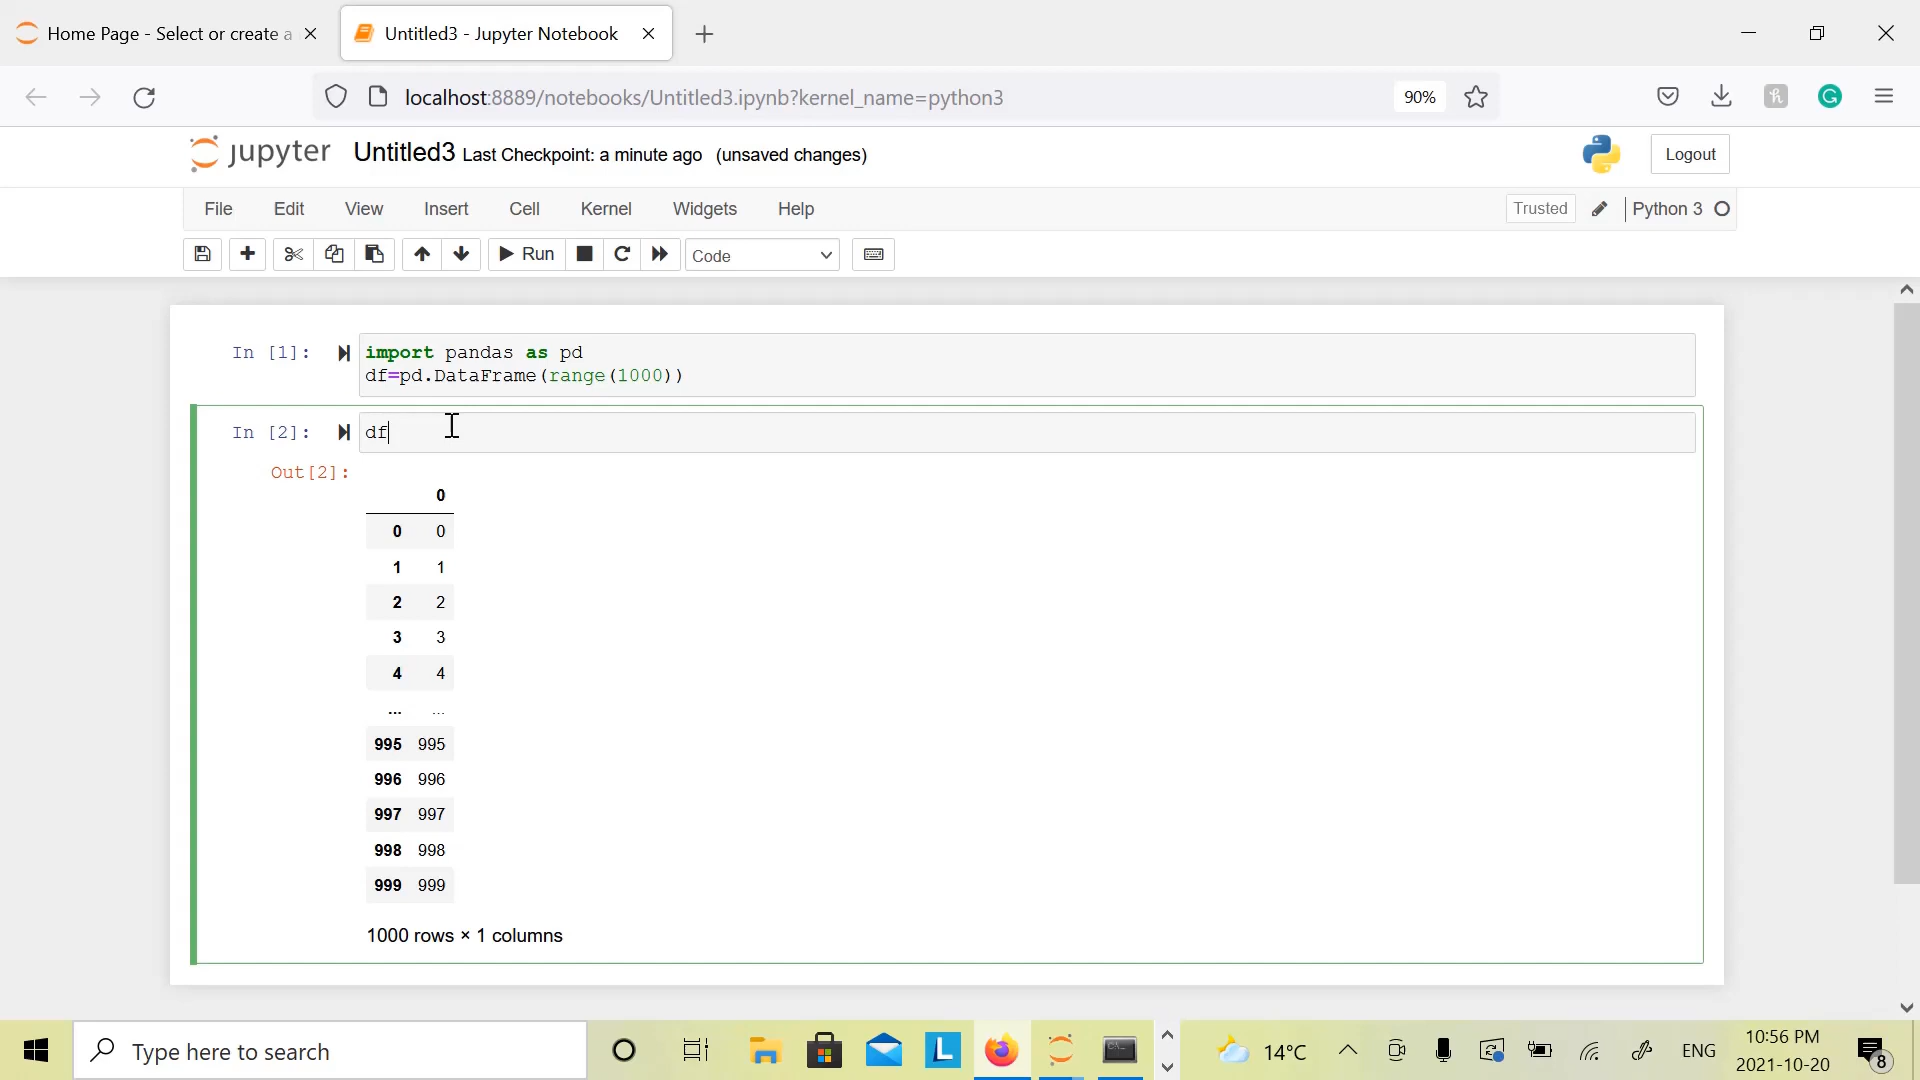 Home Page - Select or create a
Untitled3 - Jupyter Notebook
localhost:8889/notebooks/Untitled3.ipynb?kernel_name=python3
90%
jupyter Untitled3 Last Checkpoint: a minute ago (unsaved changes)
Logout
File Edit View Insert Cell Kernel Widgets Help
Trusted
Python 3
Run
Code
In [1]:
import pandas as pd
df=pd.DataFrame(range(1000))
In [2]:
df
Out[2]:
0
0 0
1 1
2 2
3 3
4 4
... ...
995 995
996 996
997 997
998 998
999 999
1000 rows × 1 columns
Type here to search
L
14°C
ENG
10:56 PM
2021-10-20
8